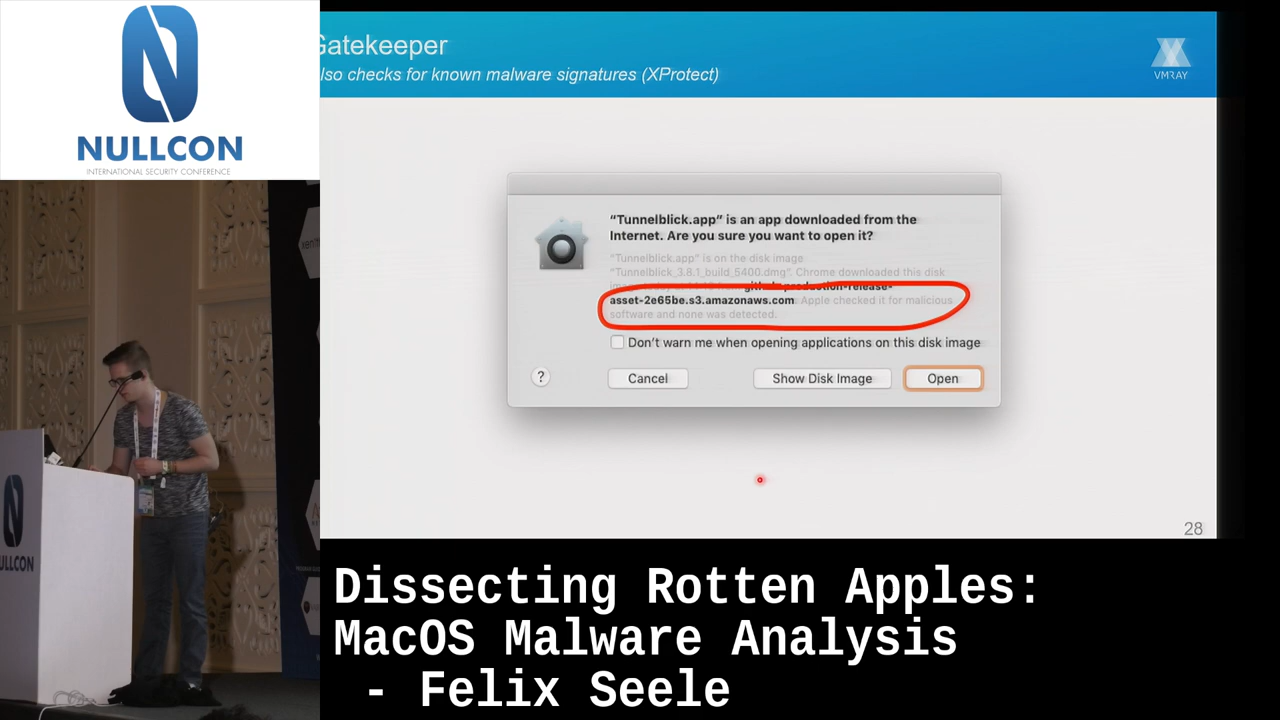 NULLCON
INTERNATIONAL SECURITY CONFERENCE
Gatekeeper
lso checks for known malware signatures (XProtect)
VMRAY
“Tunnelblick.app” is an app downloaded from the
Internet. Are you sure you want to open it?
“Tunnelblick.app” is on the disk image
“Tunnelblick_3.8.1_build_5400.dmg”. Chrome downloaded this disk
github-production-release-
asset-2e65be.s3.amazonaws.com. Apple checked it for malicious
software and none was detected.
Don’t warn me when opening applications on this disk image
?
Cancel
Show Disk Image
Open
28
NULLCON
Dissecting Rotten Apples:
MacOS Malware Analysis
- Felix Seele